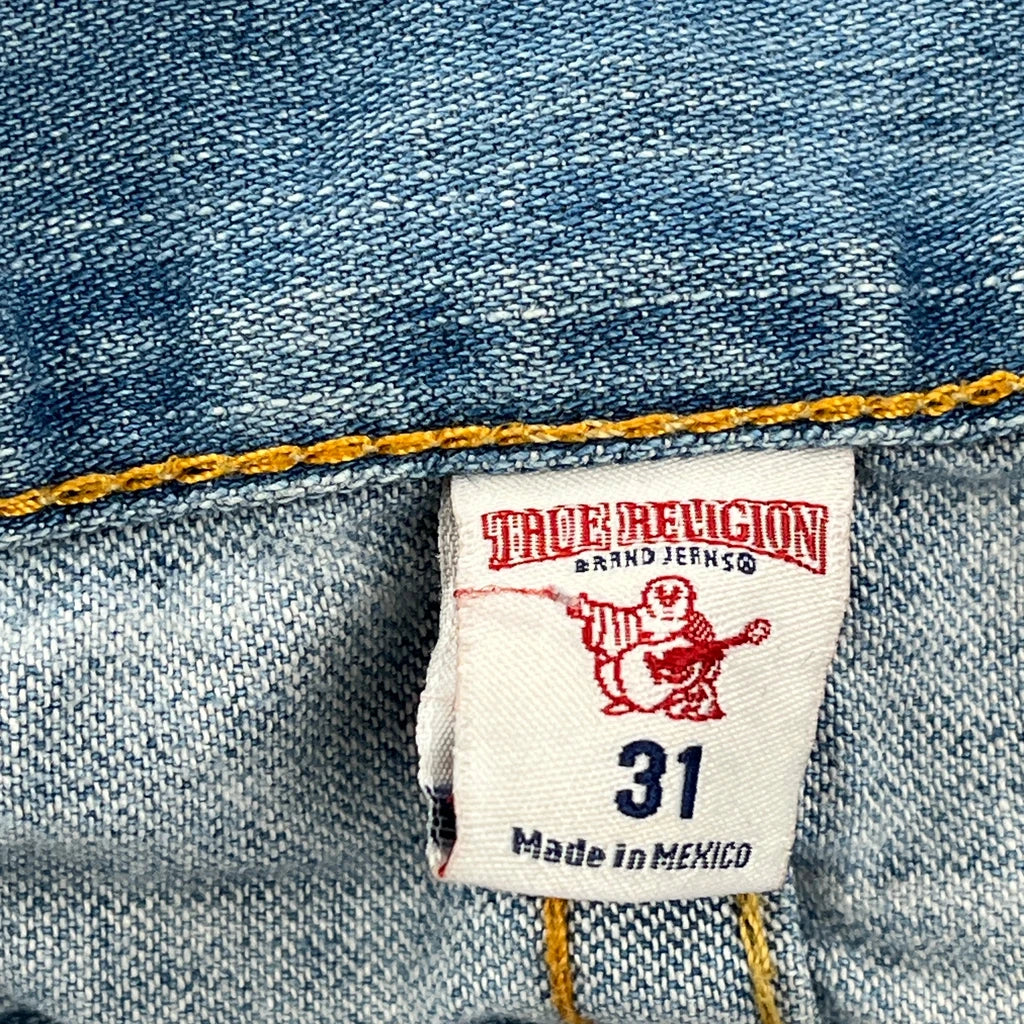 TRUE RELIGION
BRAND JEANS®
31
Made in MEXICO